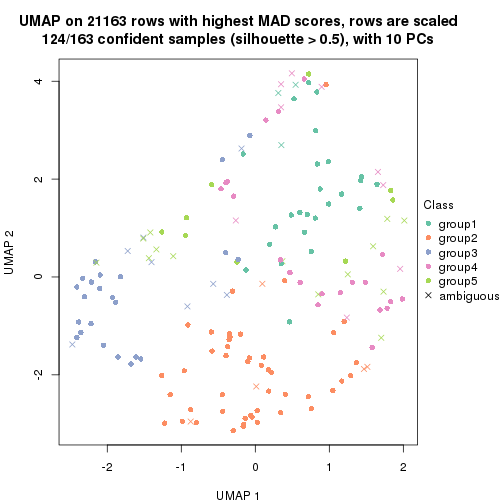 UMAP on 21163 rows with highest MAD scores, rows are scaled
124/163 confident samples (silhouette > 0.5), with 10 PCs
4
2
0
-2
UMAP 2
-2
-1
0
1
2
UMAP 1
Class
group1
group2
group3
group4
group5
ambiguous